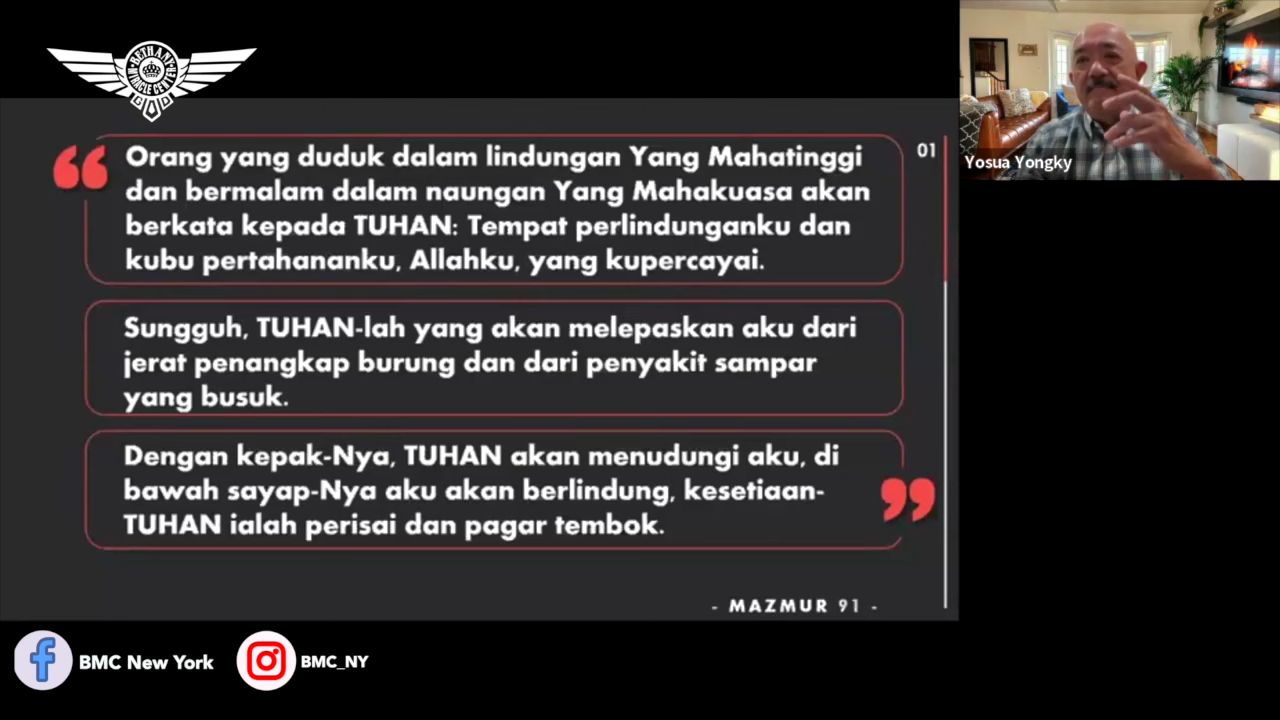 BETHANY
MIRACLE CENTER
Orang yang duduk dalam lindungan Yang Mahatinggi
dan bermalam dalam naungan Yang Mahakuasa akan
berkata kepada TUHAN: Tempat perlindunganku dan
kubu pertahananku, Allahku, yang kupercayai.
01
Yosua Yongky
Sungguh, TUHAN-lah yang akan melepaskan aku dari
jerat penangkap burung dan dari penyakit sampar
yang busuk.
Dengan kepak-Nya, TUHAN akan menudungi aku, di
bawah sayap-Nya aku akan berlindung, kesetiaan-
TUHAN ialah perisai dan pagar tembok.
- MAZMUR 91 -
BMC New York
BMC_NY